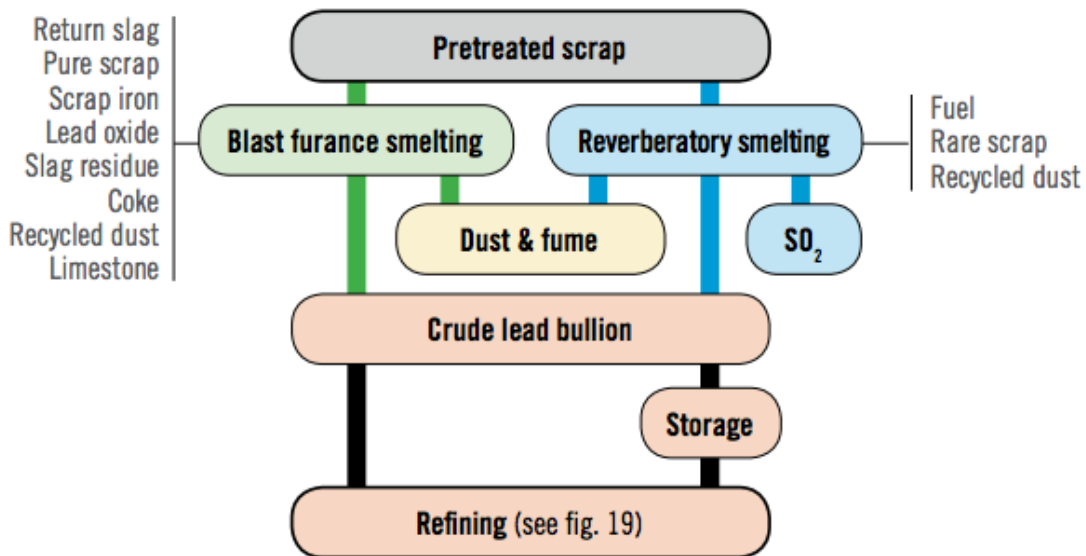 Return slag
Pure scrap
Scrap iron
Lead oxide
Slag residue
Coke
Recycled dust
Limestone
Pretreated scrap
Blast furance smelting
Reverberatory smelting
Fuel
Rare scrap
Recycled dust
Dust & fume
SO₂
Crude lead bullion
Storage
Refining (see fig. 19)